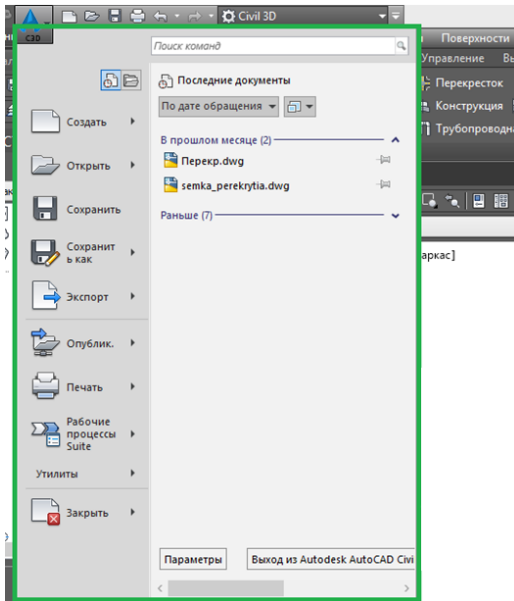 Civil 3D
C3D
Поиск команд
Поверхности
Управление
Последние документы
Перекресток
По дате обращения
Конструкция
Создать
Трубопроводн
В прошлом месяце (2)
Открыть
Перекр.dwg
semka_perekrytia.dwg
Сохранить
Раньше (7)
Сохранит
ь как
аркас]
Экспорт
Опублик.
Печать
Рабочие
процессы
Suite
Утилиты
Закрыть
Параметры
Выход из Autodesk AutoCAD Civi